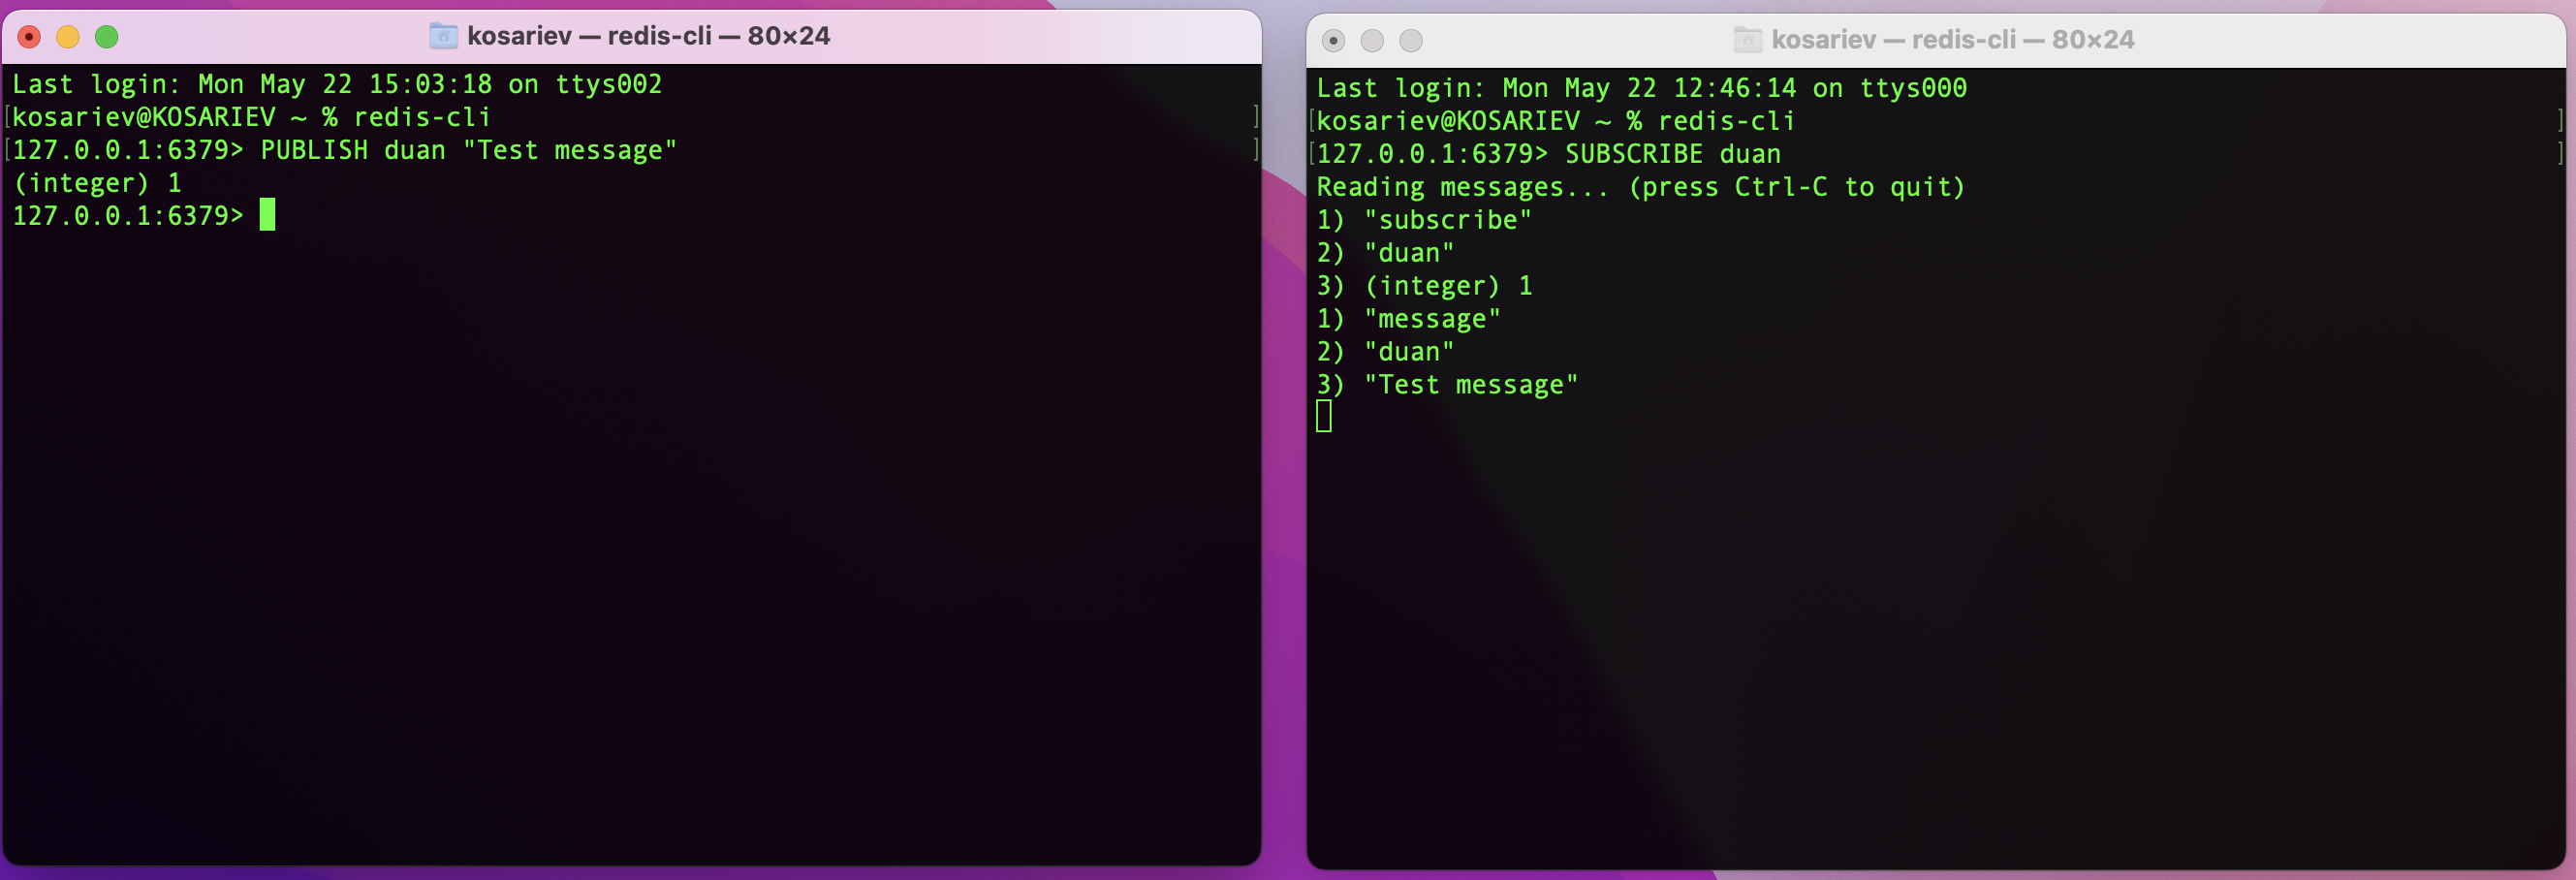 kosariev — redis-cli — 80×24
Last login: Mon May 22 15:03:18 on ttys002
[kosariev@KOSARIEV ~ % redis-cli ]
[127.0.0.1:6379> PUBLISH duan "Test message" ]
(integer) 1
127.0.0.1:6379>
kosariev — redis-cli — 80×24
Last login: Mon May 22 12:46:14 on ttys000
[kosariev@KOSARIEV ~ % redis-cli ]
[127.0.0.1:6379> SUBSCRIBE duan ]
Reading messages... (press Ctrl-C to quit)
1) "subscribe"
2) "duan"
3) (integer) 1
1) "message"
2) "duan"
3) "Test message"